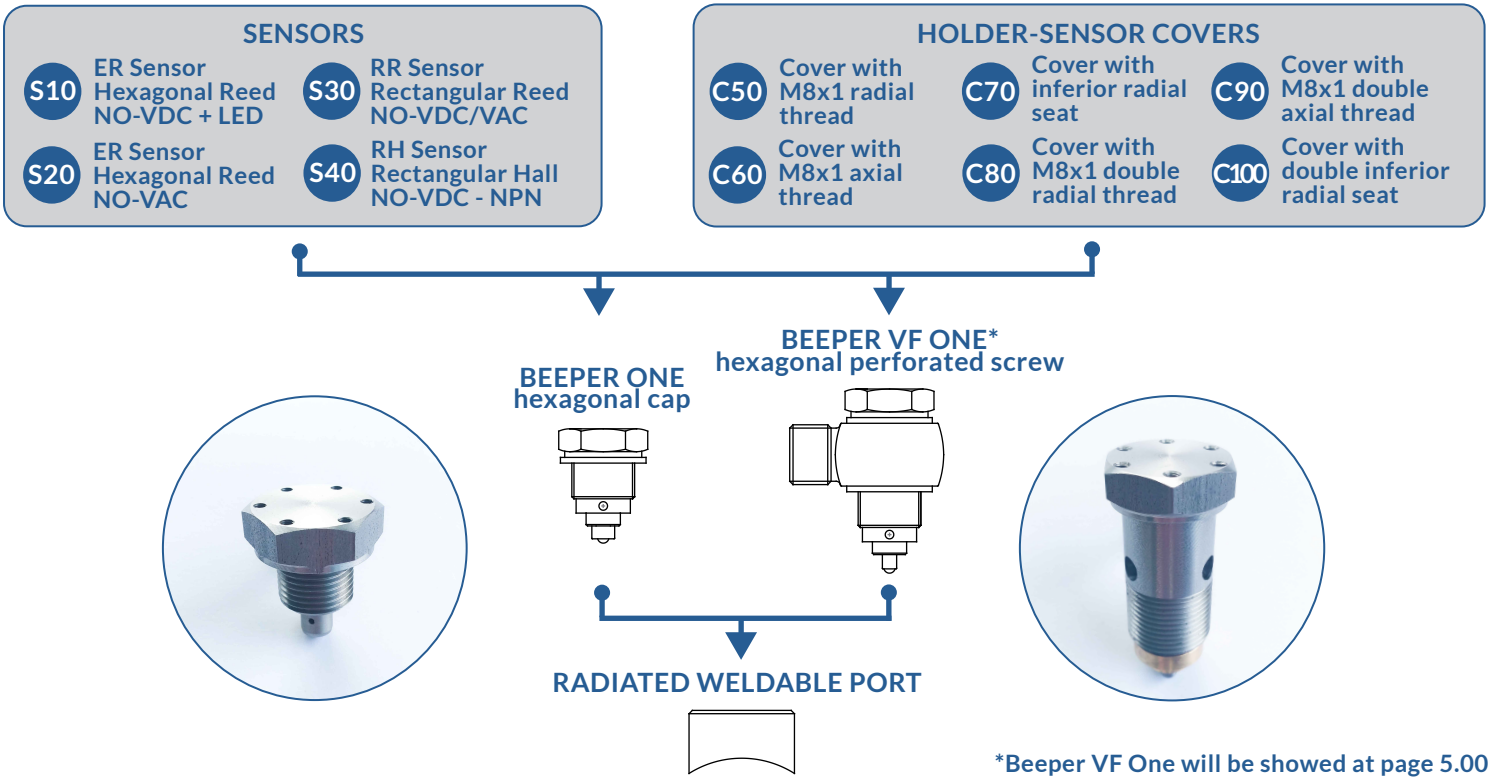 SENSORS
S10
ER Sensor
Hexagonal Reed
NO-VDC + LED
S30
RR Sensor
Rectangular Reed
NO-VDC/VAC
S20
ER Sensor
Hexagonal Reed
NO-VAC
S40
RH Sensor
Rectangular Hall
NO-VDC - NPN
HOLDER-SENSOR COVERS
C50
Cover with
M8x1 radial
thread
C70
Cover with
inferior radial
seat
C90
Cover with
M8x1 double
axial thread
C60
Cover with
M8x1 axial
thread
C80
Cover with
M8x1 double
radial thread
C100
Cover with
double inferior
radial seat
BEEPER ONE
hexagonal cap
BEEPER VF ONE*
hexagonal perforated screw
RADIATED WELDABLE PORT
*Beeper VF One will be showed at page 5.00